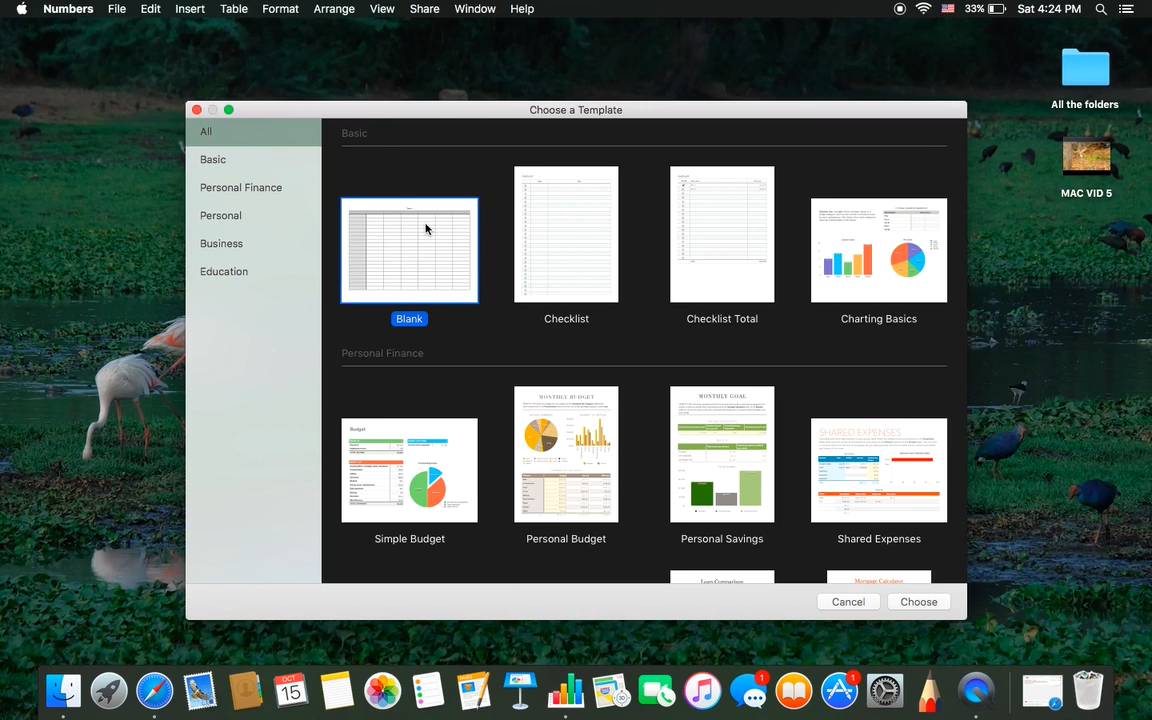 Numbers File Edit Insert Table Format Arrange View Share Window Help 33% Sat 4:24 PM
All the folders
MAC VID 5
Choose a Template
All
Basic
Personal Finance
Personal
Business
Education
Basic
Blank
Checklist
Checklist Total
Charting Basics
Personal Finance
Budget
MONTHLY BUDGET
MONTHLY GOAL
SHARED EXPENSES
Simple Budget
Personal Budget
Personal Savings
Shared Expenses
Loan Comparison
Mortgage Calculator
Cancel
Choose
OCT
15
1
1